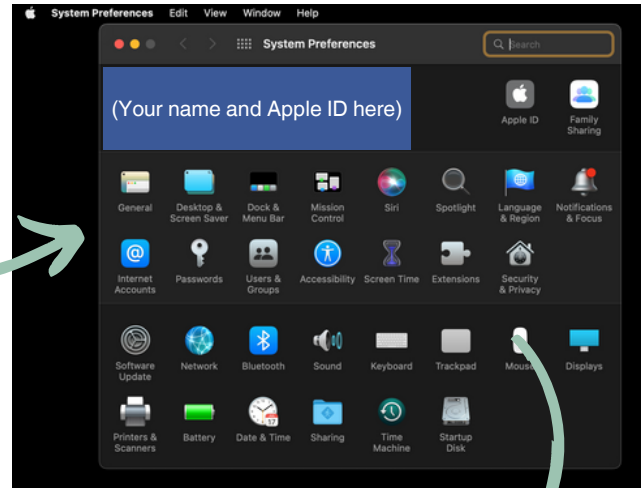 System Preferences Edit View Window Help
System Preferences
Search
(Your name and Apple ID here)
Apple ID
Family
Sharing
General
Desktop &
Screen Saver
Dock &
Menu Bar
Mission
Control
Siri
Spotlight
Language
& Region
Notifications
& Focus
Internet
Accounts
Passwords
Users &
Groups
Accessibility
Screen Time
Extensions
Security
& Privacy
Software
Update
Network
Bluetooth
Sound
Keyboard
Trackpad
Mouse
Displays
Printers &
Scanners
Battery
17
Date & Time
Sharing
Time
Machine
Startup
Disk